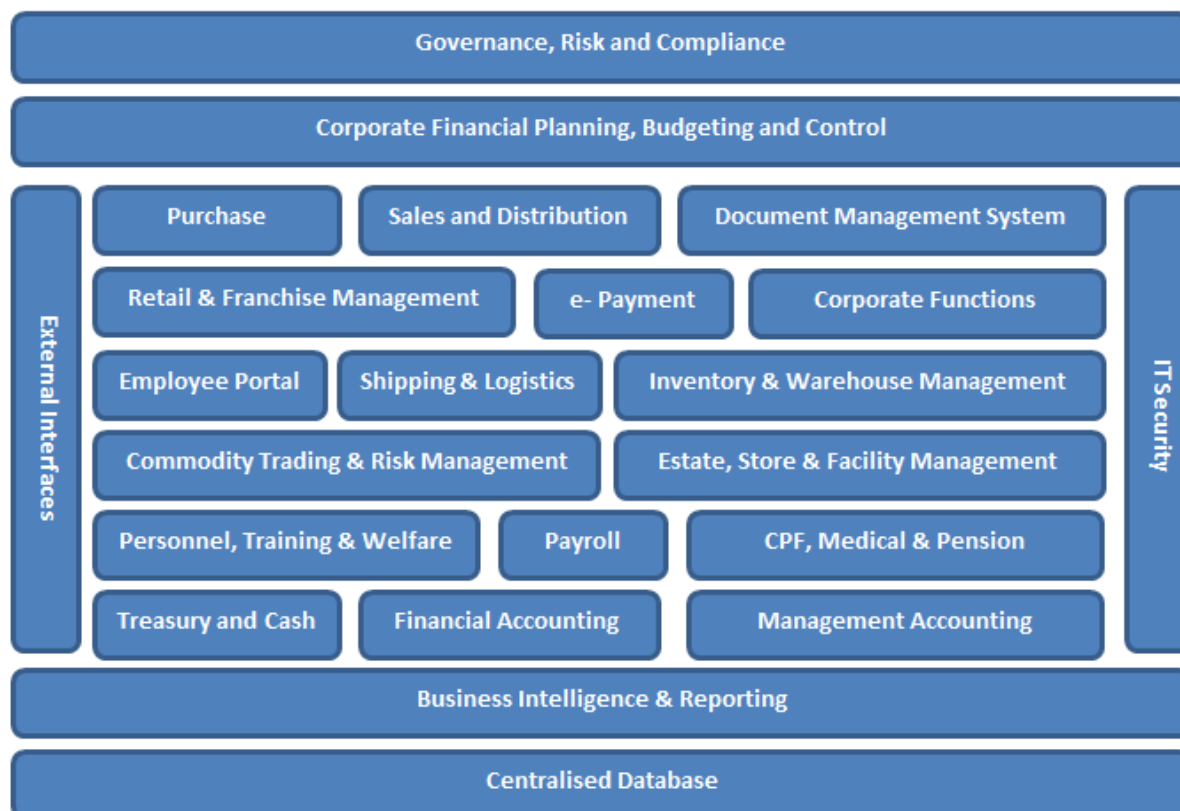 Governance, Risk and Compliance
Corporate Financial Planning, Budgeting and Control
External Interfaces
Purchase
Sales and Distribution
Document Management System
Retail & Franchise Management
e- Payment
Corporate Functions
Employee Portal
Shipping & Logistics
Inventory & Warehouse Management
Commodity Trading & Risk Management
Estate, Store & Facility Management
Personnel, Training & Welfare
Payroll
CPF, Medical & Pension
Treasury and Cash
Financial Accounting
Management Accounting
IT Security
Business Intelligence & Reporting
Centralised Database